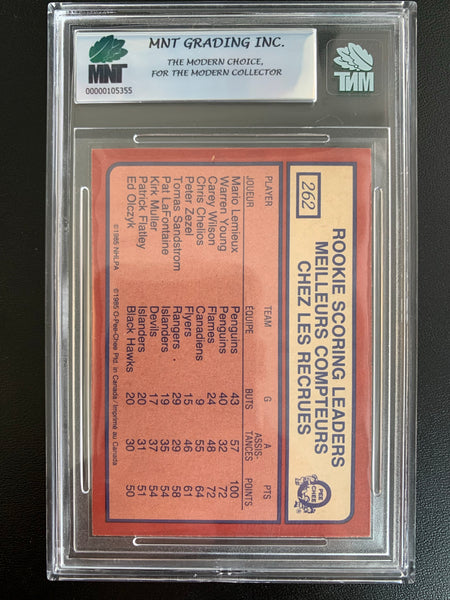 MNT GRADING INC.
THE MODERN CHOICE,
FOR THE MODERN COLLECTOR
MNT
00000105355
MNT
262
ROOKIE SCORING LEADERS
MEILLEURS COMPTEURS
CHEZ LES RECRUES
O PEE CHEE
PLAYER TEAM G A PTS
JOUEUR ÉQUIPE BUTS ASSIS-TANCES POINTS
Mario Lemieux Penguins 43 57 100
Warren Young Penguins 40 32 72
Carey Wilson Flames 24 48 72
Chris Chelios Canadiens 9 55 64
Peter Zezel Flyers 15 46 61
Tomas Sandstrom Rangers 29 29 58
Pat LaFontaine Islanders 19 35 54
Kirk Muller Devils 17 37 54
Patrick Flatley Islanders 20 31 51
Ed Olczyk Black Hawks 20 30 50
©1985 NHLPA ©1985 O-Pee-Chee Ptd. in Canada / Imprimé au Canada